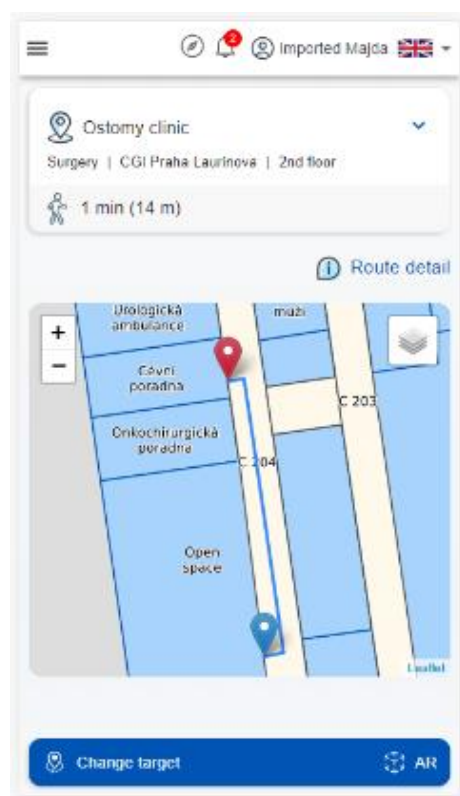 2
Imported Majda
Ostomy clinic
Surgery | CGI Praha Laurinova | 2nd floor
1 min (14 m)
Route detail
+
−
Urologická
ambulance
muži
Cévní
poradna
C 203
Onkochirurgická
poradna
C 204
Open
space
Leaflet
Change target
AR